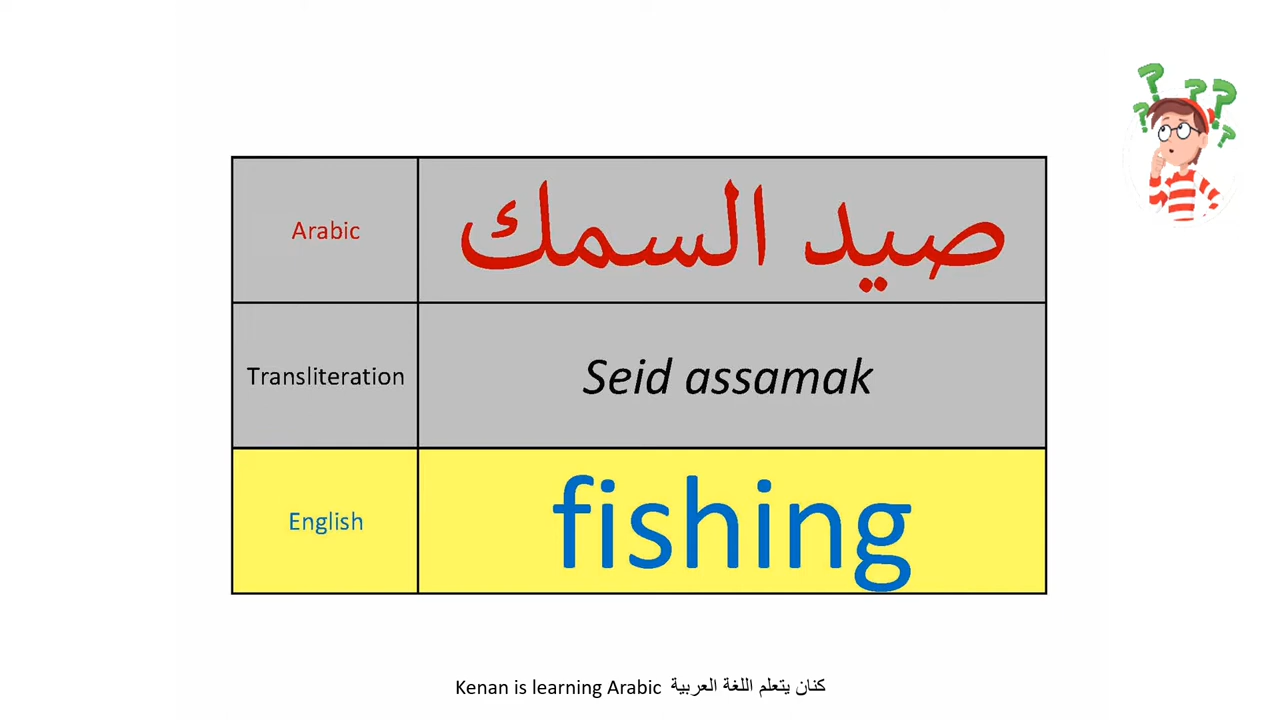 Arabic صيد السمك
Transliteration Seid assamak
English fishing
Kenan is learning Arabic كنان يتعلم اللغة العربية